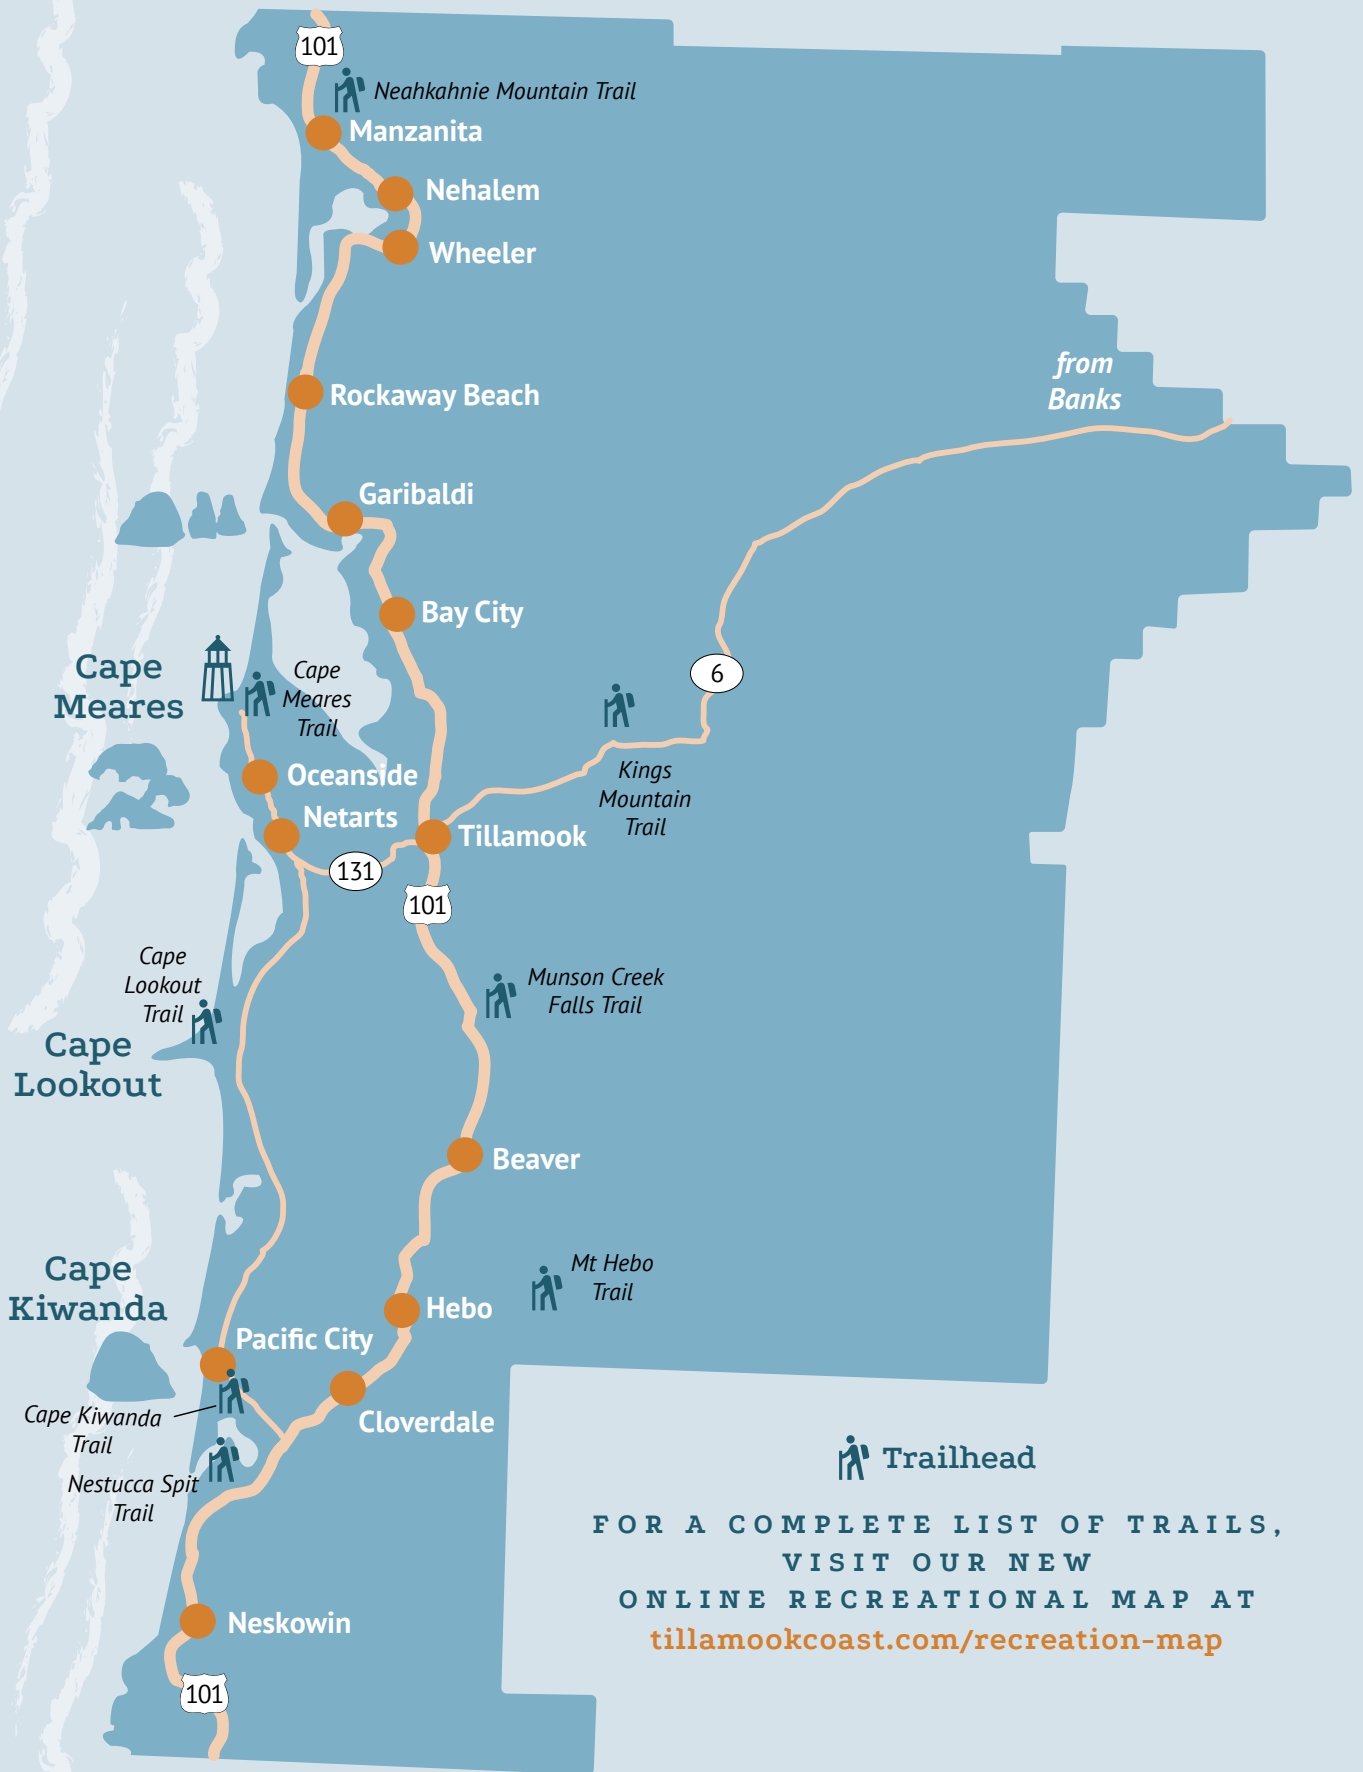 101
Neahkahnie Mountain Trail
Manzanita
Nehalem
Wheeler
from
Banks
Rockaway Beach
Garibaldi
Bay City
Cape
Meares
Cape
Meares
Trail
6
Oceanside
Kings
Mountain
Trail
Netarts
Tillamook
131
101
Cape
Lookout
Trail
Munson Creek
Falls Trail
Cape
Lookout
Beaver
Cape
Kiwanda
Mt Hebo
Trail
Hebo
Pacific City
Cape Kiwanda
Trail
Cloverdale
Nestucca Spit
Trail
Neskowin
101
Trailhead
FOR A COMPLETE LIST OF TRAILS,
VISIT OUR NEW
ONLINE RECREATIONAL MAP AT
tillamookcoast.com/recreation-map